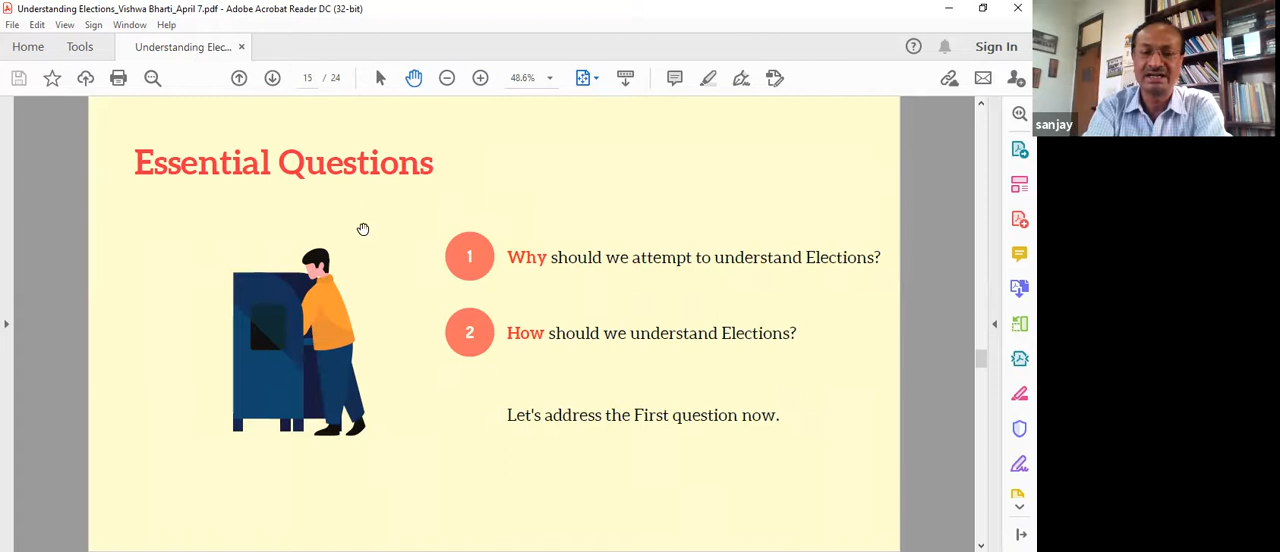 Understanding Elections_Vishwa Bharti_April 7.pdf - Adobe Acrobat Reader DC (32-bit)
File Edit View Sign Window Help
Home Tools Understanding Elec... ×
Sign In
15 / 24
48.6%
sanjay
Essential Questions
1 Why should we attempt to understand Elections?
2 How should we understand Elections?
Let's address the First question now.